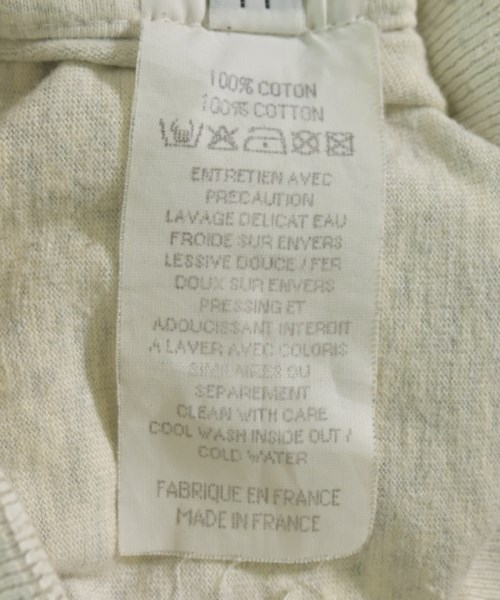 100% COTON
100% COTTON
ENTRETIEN AVEC
PRECAUTION
LAVAGE DELICAT EAU
FROIDE SUR ENVERS
LESSIVE DOUCE / FER
DOUX SUR ENVERS
PRESSING ET
ADOUCISSANT INTERDIT
A LAVER AVEC COLORIS
SIMILAIRES OU
SEPAREMENT
CLEAN WITH CARE
COOL WASH INSIDE OUT /
COLD WATER
FABRIQUE EN FRANCE
MADE IN FRANCE